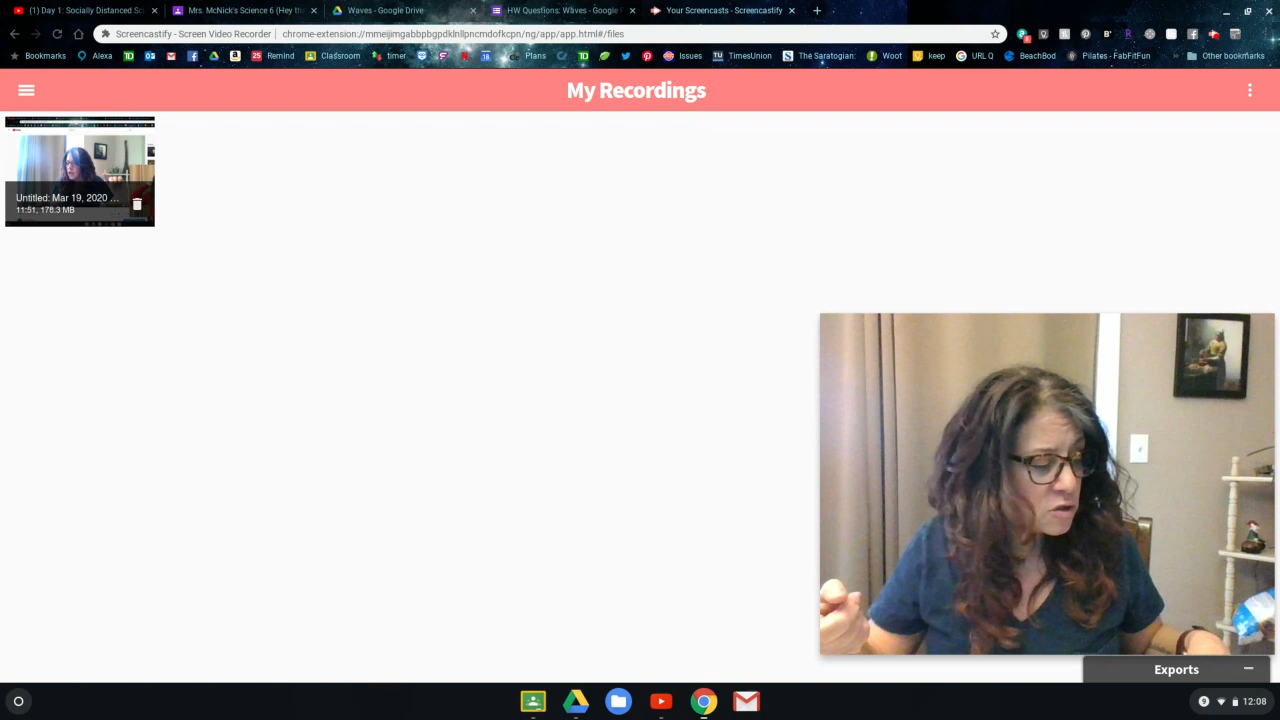 (1) Day 1: Socially Distanced Sc
Mrs. McNick's Science 6 (Hey th
Waves - Google Drive
HW Questions: Waves - Google F
Your Screencasts - Screencastify
Screencastify - Screen Video Recorder
chrome-extension://mmeijimgabbpbgpdklnllpncmdofkcpn/ng/app/app.html#/files
Bookmarks Alexa Remind Classroom timer Plans Issues TimesUnion The Saratogian: Woot keep URL Q BeachBod Pilates - FabFitFun Other bookmarks
My Recordings
Untitled: Mar 19, 2020 ...
11:51, 178.3 MB
Exports
9 12:08